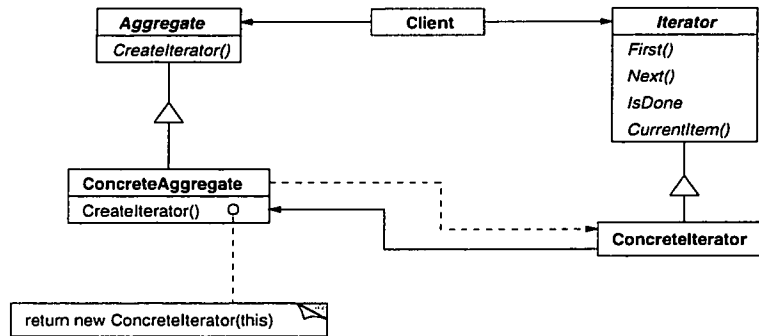 Aggregate
CreateIterator()
Client
Iterator
First()
Next()
IsDone
CurrentItem()
ConcreteAggregate
CreateIterator()
ConcreteIterator
return new ConcreteIterator(this)